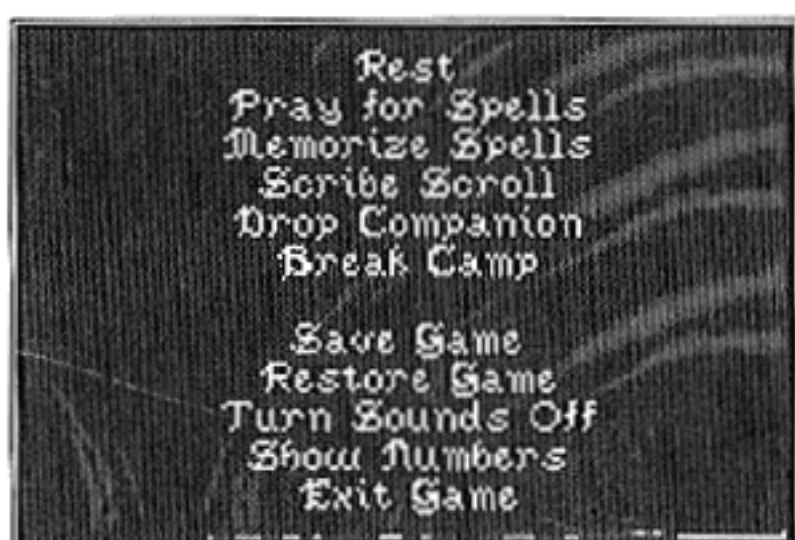 Rest
Pray for Spells
Memorize Spells
Scribe Scroll
Drop Companion
Break Camp
Save Game
Restore Game
Turn Sounds Off
Show Numbers
Exit Game